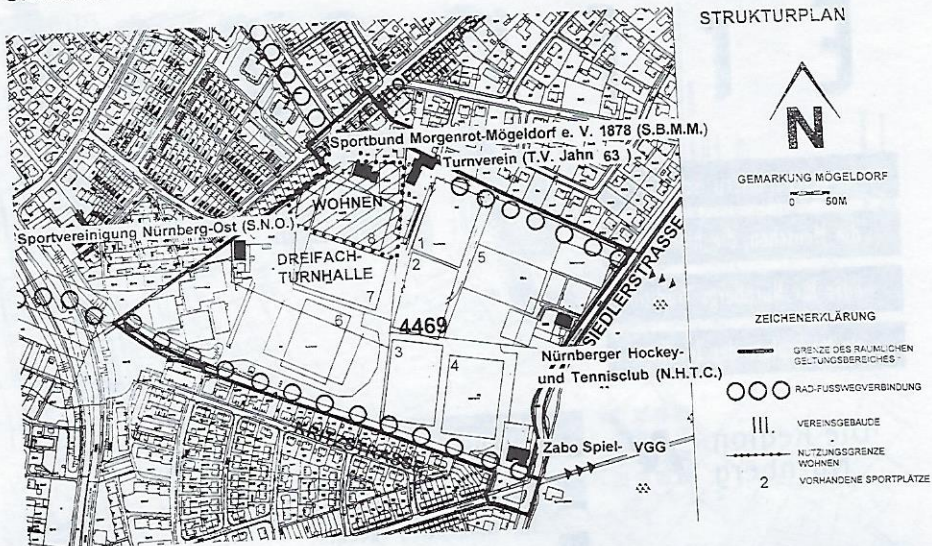 STRUKTURPLAN
N
GEMARKUNG MÖGELDORF
0 50M
Sportbund Morgenrot-Mögeldorf e. V. 1878 (S.B.M.M.)
Turnverein (T.V. Jahn 63 )
WOHNEN
Sportvereinigung Nürnberg-Ost (S.N.O.)
DREIFACH-
TURNHALLE
8
1
2
5
7
6
4469
3
4
SIEDLERSTRASSE
Nürnberger Hockey-
und Tennisclub (N.H.T.C.)
Zabo Spiel- VGG
ZEICHENERKLÄRUNG
GRENZE DES RÄUMLICHEN
GELTUNGSBEREICHES
RAD-FUSSWEGVERBINDUNG
VEREINSGEBÄUDE
NUTZUNGSGRENZE
WOHNEN
2 VORHANDENE SPORTPLÄTZE